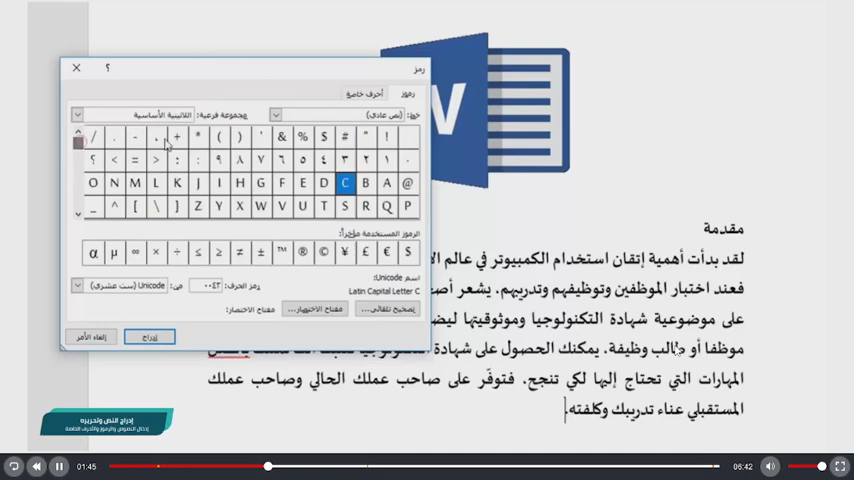 رمز
؟
رموز
أحرف خاصة
خط:
(نص عادي)
مجموعة فرعية:
اللاتينية الأساسية
! " # $ % & ' ( ) * + ، - . /
٠ ١ ٢ ٣ ٤ ٥ ٦ ٧ ٨ ٩ : ؛ < = > ؟
@ A B C D E F G H I J K L M N O
P Q R S T U V W X Y Z [ \ ] ^ _
الرموز المستخدمة مؤخراً:
$ € £ ¥ © ® ™ ± ≠ ≤ ≥ ÷ × ∞ µ α
اسم Unicode:
Latin Capital Letter C
رمز الحرف:
٠٠٤٣
من:
Unicode (ست عشري)
تصحيح تلقائي...
مفتاح الاختصار...
مفتاح الاختصار:
إدراج
إلغاء الأمر
W
مقدمة
لقد بدأت أهمية إتقان استخدام الكمبيوتر في عالم
فعند اختبار الموظفين وتوظيفهم وتدريبهم. يشعر
على موضوعية شهادة التكنولوجيا وموثوقيتها
موظفا أو طالب وظيفة. يمكنك الحصول على شهادة
المهارات التي تحتاج إليها لكي تنجح. فتوفّر على صاحب عملك الحالي وصاحب عملك
المستقبلي عناء تدريبك وكلفته.
إدراج النص وتحريره
إدخال النصوص والرموز والأحرف الخاصة
01:45
06:42